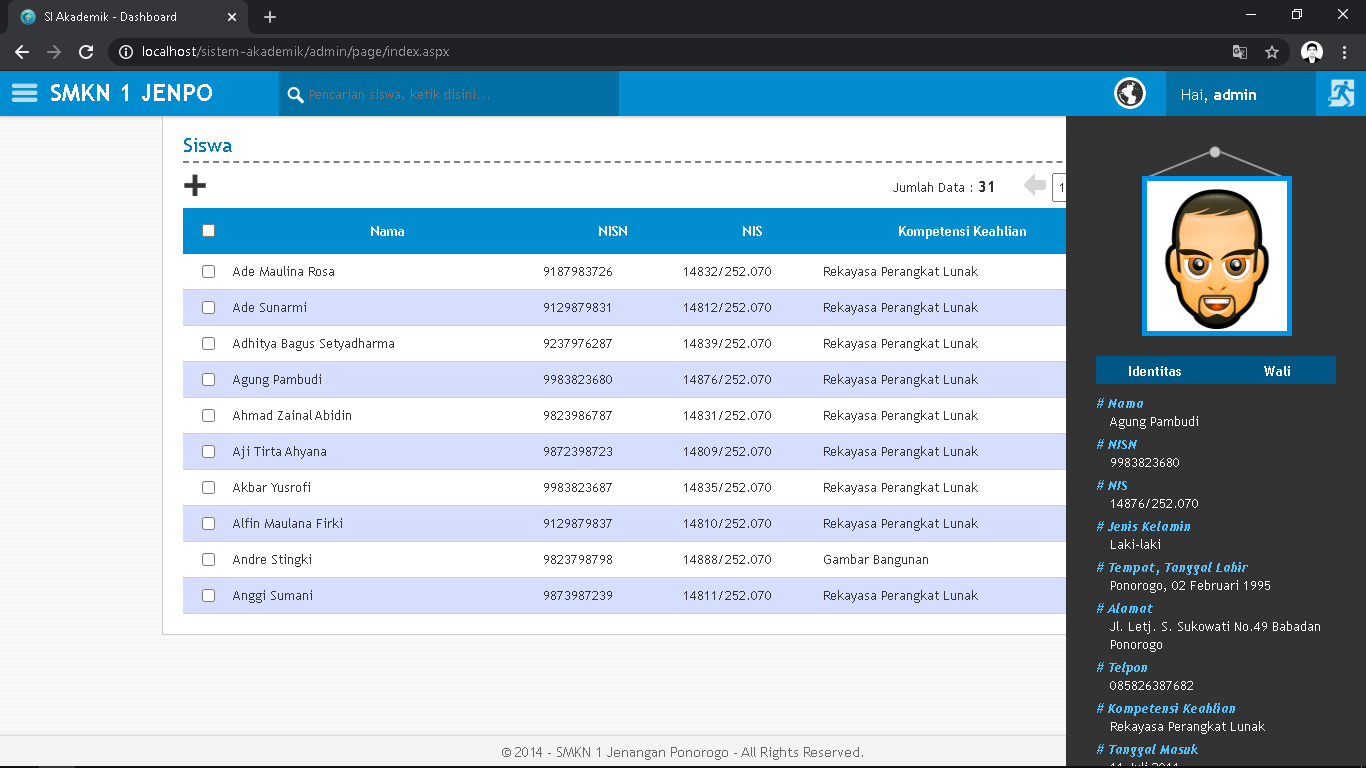 SI Akademik - Dashboard
localhost/sistem-akademik/admin/page/index.aspx
SMKN 1 JENPO
Pencarian siswa, ketik disini...
Hai, admin
Siswa
Jumlah Data : 31
1
Nama NISN NIS Kompetensi Keahlian
Ade Maulina Rosa 9187983726 14832/252.070 Rekayasa Perangkat Lunak
Ade Sunarmi 9129879831 14812/252.070 Rekayasa Perangkat Lunak
Adhitya Bagus Setyadharma 9237976287 14839/252.070 Rekayasa Perangkat Lunak
Agung Pambudi 9983823680 14876/252.070 Rekayasa Perangkat Lunak
Ahmad Zainal Abidin 9823986787 14831/252.070 Rekayasa Perangkat Lunak
Aji Tirta Ahyana 9872398723 14809/252.070 Rekayasa Perangkat Lunak
Akbar Yusrofi 9983823687 14835/252.070 Rekayasa Perangkat Lunak
Alfin Maulana Firki 9129879837 14810/252.070 Rekayasa Perangkat Lunak
Andre Stingki 9823798798 14888/252.070 Gambar Bangunan
Anggi Sumani 9873987239 14811/252.070 Rekayasa Perangkat Lunak
Identitas Wali
# Nama
Agung Pambudi
# NISN
9983823680
# NIS
14876/252.070
# Jenis Kelamin
Laki-laki
# Tempat, Tanggal Lahir
Ponorogo, 02 Februari 1995
# Alamat
Jl. Letj. S. Sukowati No.49 Babadan
Ponorogo
# Telpon
085826387682
# Kompetensi Keahlian
Rekayasa Perangkat Lunak
# Tanggal Masuk
© 2014 - SMKN 1 Jenangan Ponorogo - All Rights Reserved.